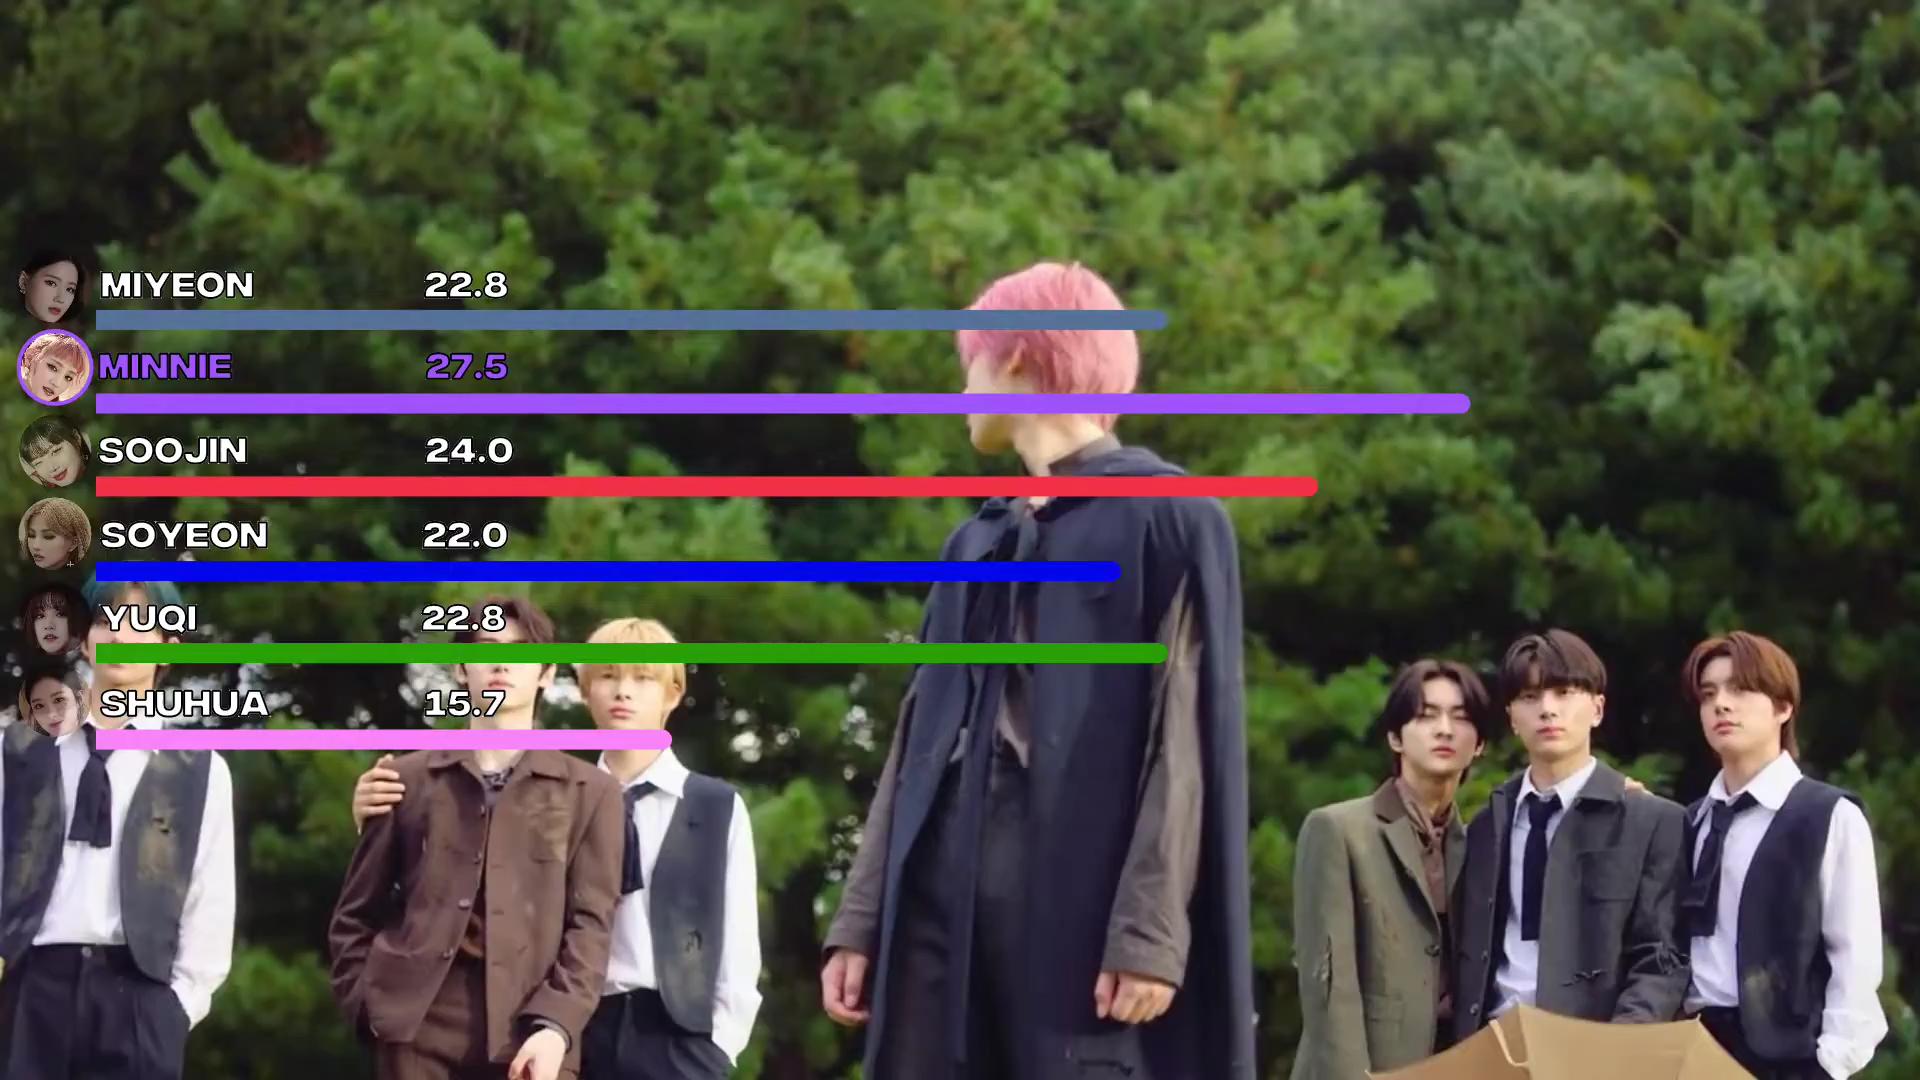 MIYEON 22.8
MINNIE 27.5
SOOJIN 24.0
SOYEON 22.0
YUQI 22.8
SHUHUA 15.7